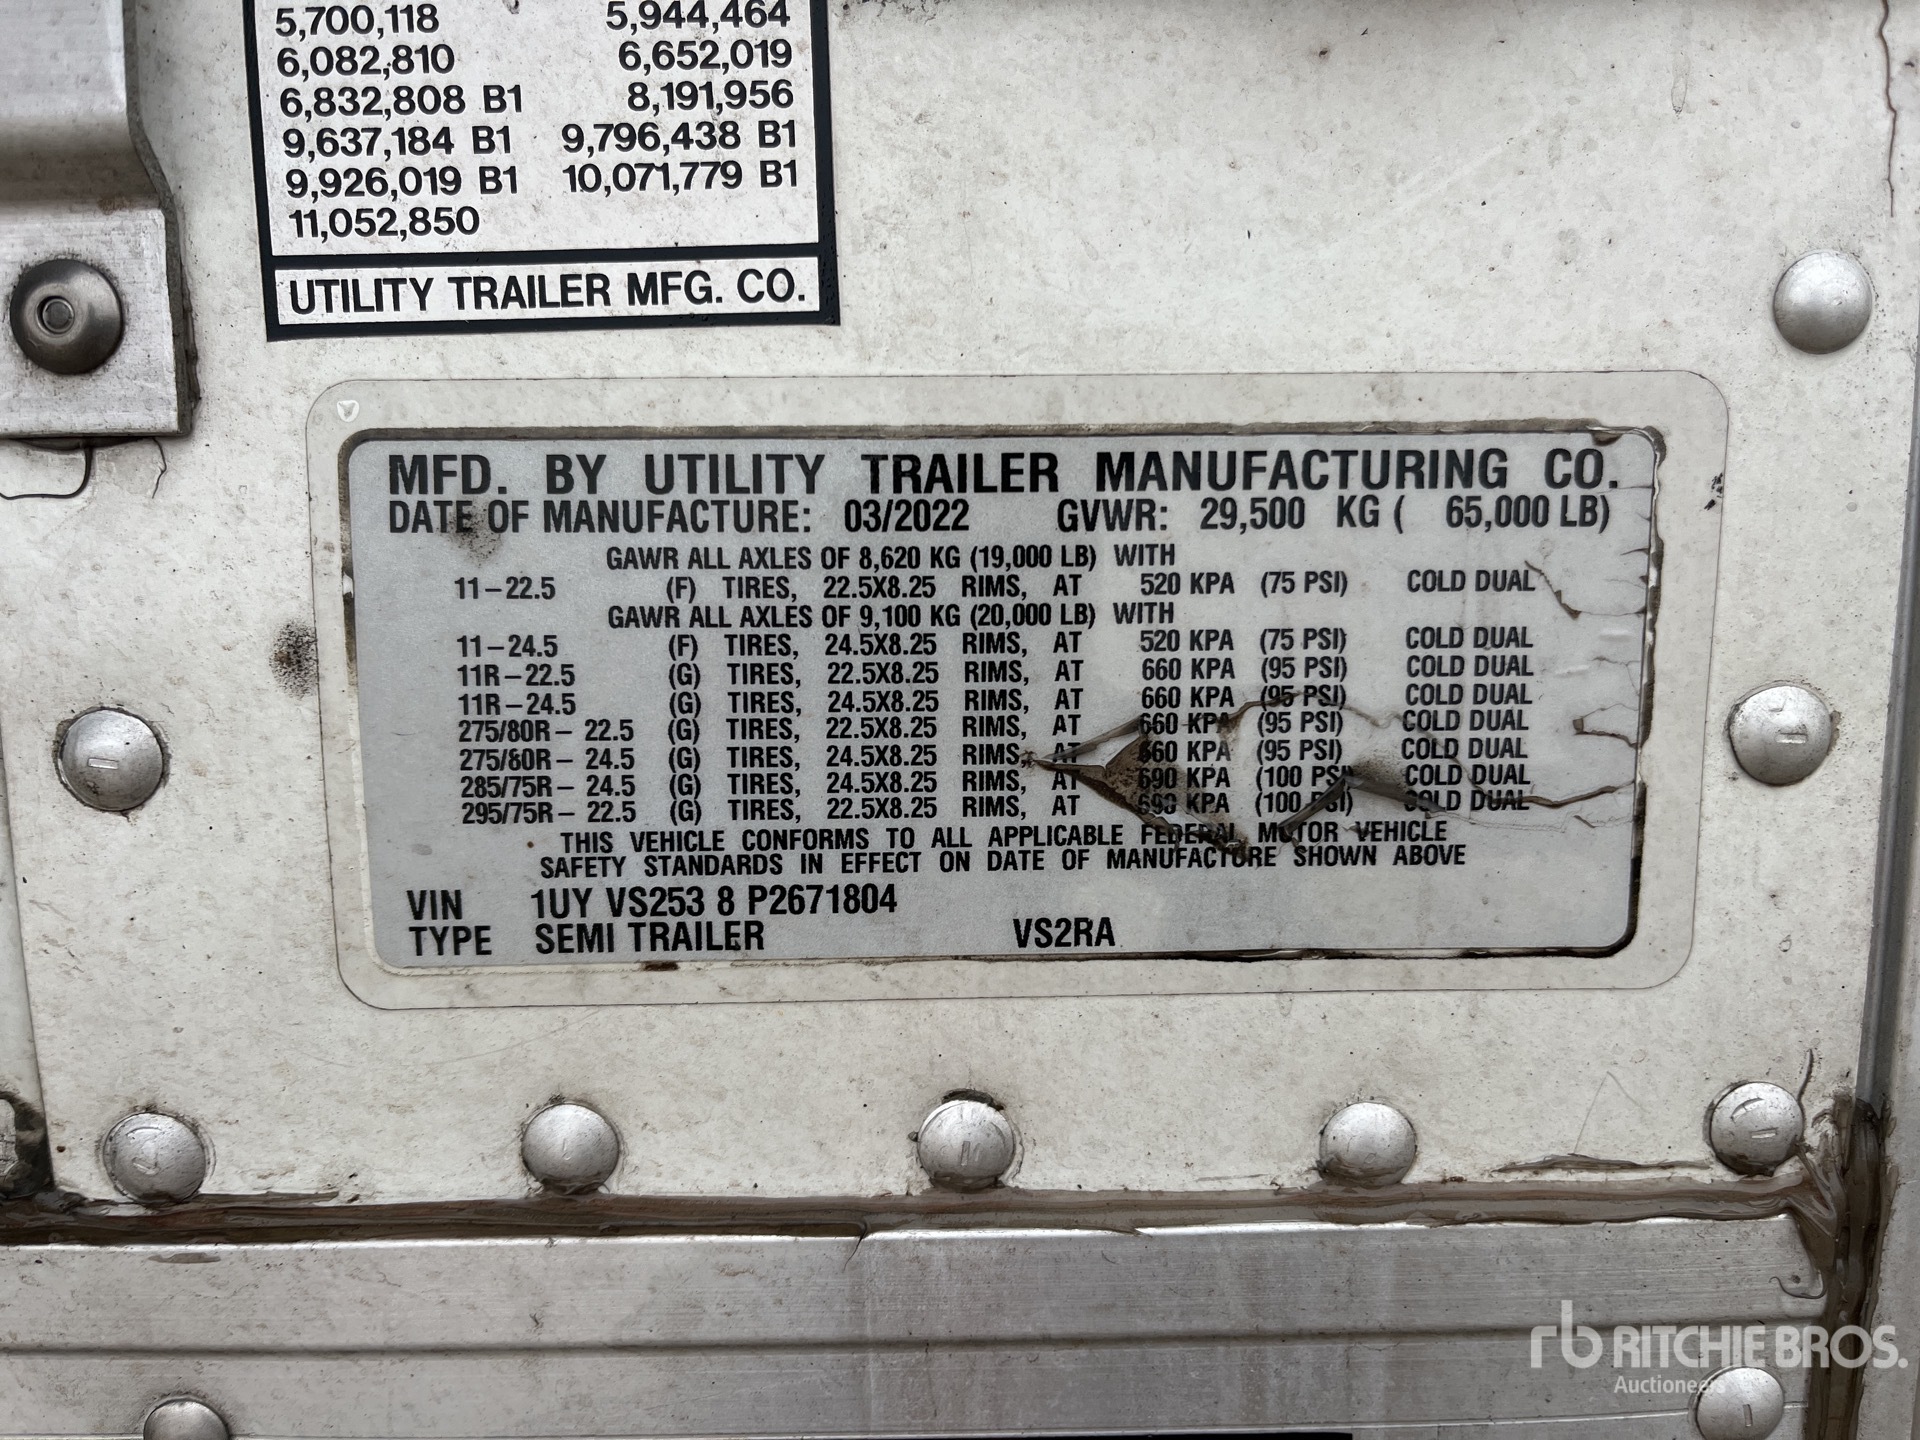 5,700,118 5,944,464
6,082,810 6,652,019
6,832,808 B1 8,191,956
9,637,184 B1 9,796,438 B1
9,926,019 B1 10,071,779 B1
11,052,850
UTILITY TRAILER MFG. CO.
MFD. BY UTILITY TRAILER MANUFACTURING CO.
DATE OF MANUFACTURE: 03/2022 GVWR: 29,500 KG ( 65,000 LB)
GAWR ALL AXLES OF 8,620 KG (19,000 LB) WITH
11-22.5 (F) TIRES, 22.5X8.25 RIMS, AT 520 KPA (75 PSI) COLD DUAL
GAWR ALL AXLES OF 9,100 KG (20,000 LB) WITH
11-24.5 (F) TIRES, 24.5X8.25 RIMS, AT 520 KPA (75 PSI) COLD DUAL
11R-22.5 (G) TIRES, 22.5X8.25 RIMS, AT 660 KPA (95 PSI) COLD DUAL
11R-24.5 (G) TIRES, 24.5X8.25 RIMS, AT 660 KPA (95 PSI) COLD DUAL
275/80R- 22.5 (G) TIRES, 22.5X8.25 RIMS, AT 660 KPA (95 PSI) COLD DUAL
275/80R- 24.5 (G) TIRES, 24.5X8.25 RIMS, AT 660 KPA (95 PSI) COLD DUAL
285/75R- 24.5 (G) TIRES, 24.5X8.25 RIMS, AT 690 KPA (100 PSI) COLD DUAL
295/75R- 22.5 (G) TIRES, 22.5X8.25 RIMS, AT 690 KPA (100 PSI) COLD DUAL
THIS VEHICLE CONFORMS TO ALL APPLICABLE FEDERAL MOTOR VEHICLE
SAFETY STANDARDS IN EFFECT ON DATE OF MANUFACTURE SHOWN ABOVE
VIN 1UY VS253 8 P2671804
TYPE SEMI TRAILER VS2RA
rb RITCHIE BROS.
Auctioneers